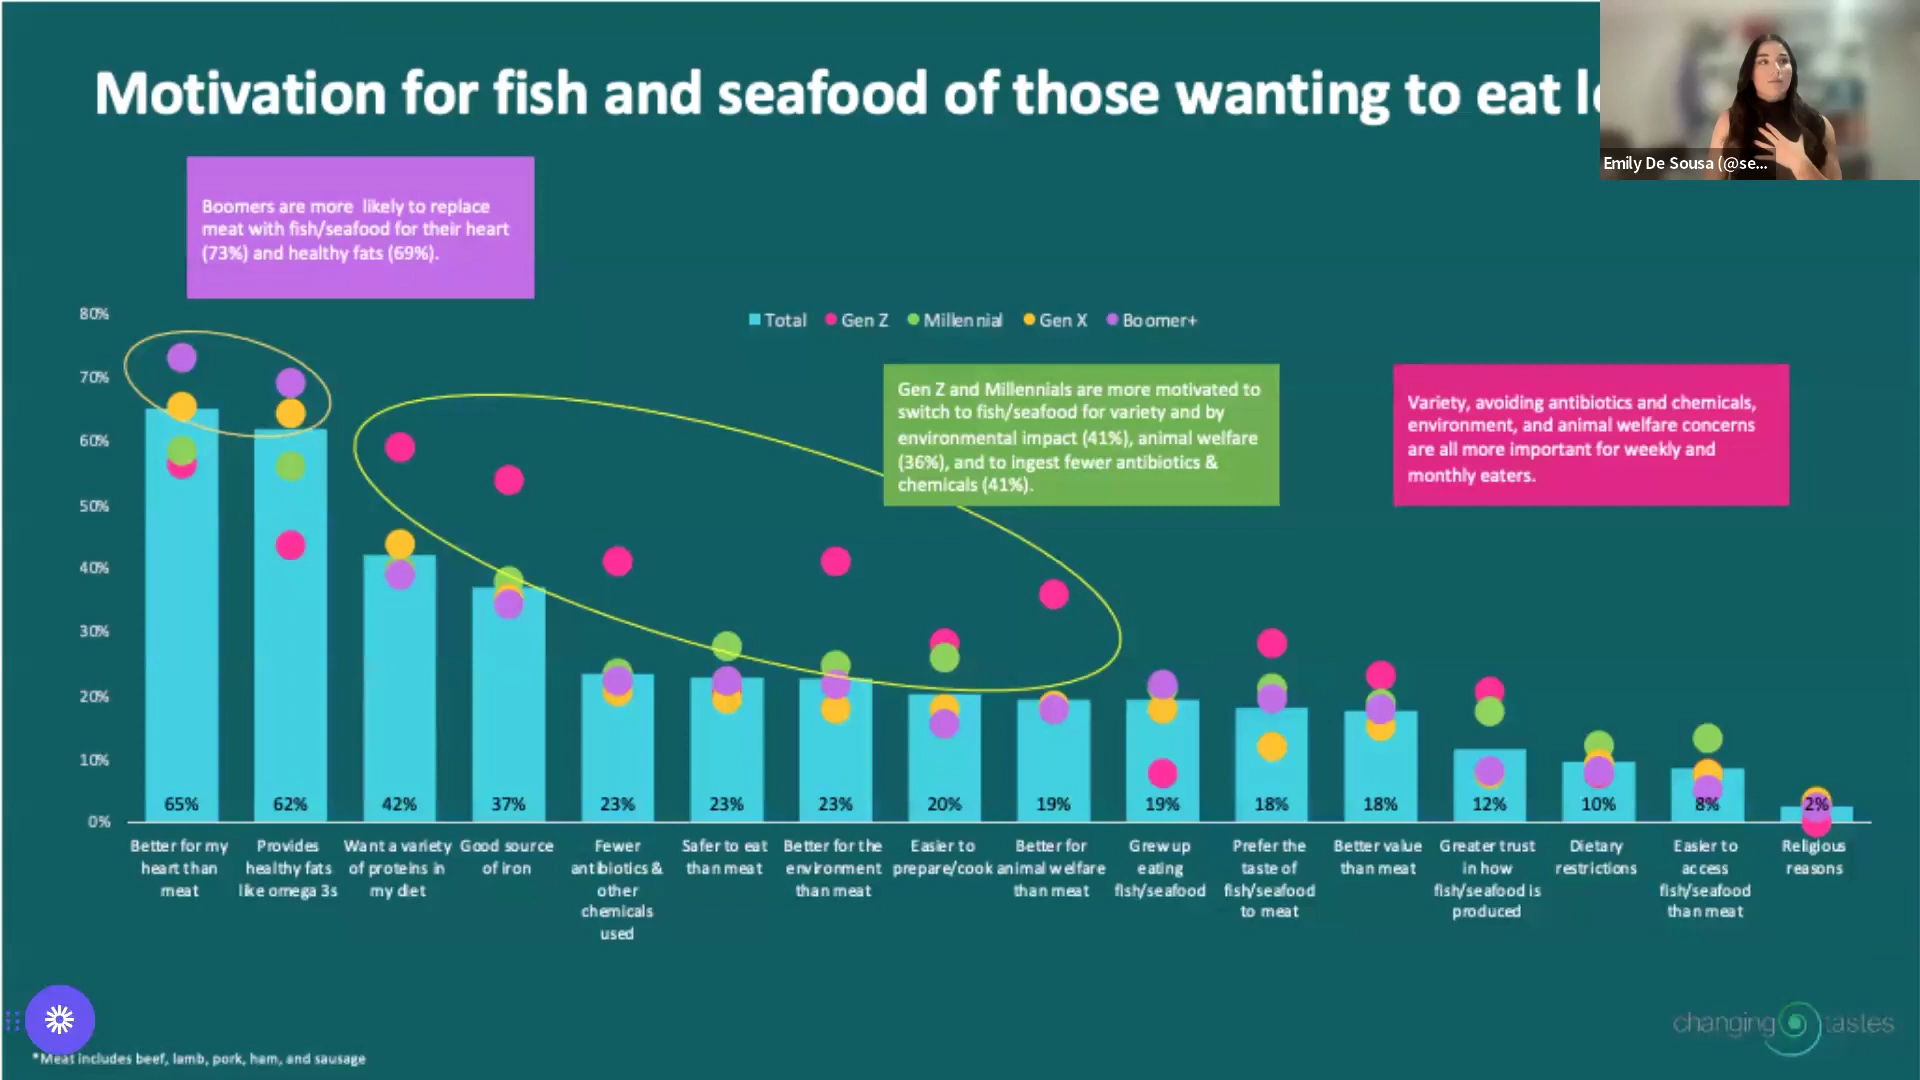 Motivation for fish and seafood of those wanting to eat
Emily De Sousa (@se...
Boomers are more likely to replace
meat with fish/seafood for their heart
(73%) and healthy fats (69%).
80%
70%
60%
50%
40%
30%
20%
10%
0%
Total Gen Z Millennial Gen X Boomer+
Gen Z and Millennials are more motivated to
switch to fish/seafood for variety and by
environmental impact (41%), animal welfare
(36%), and to ingest fewer antibiotics &
chemicals (41%).
Variety, avoiding antibiotics and chemicals,
environment, and animal welfare concerns
are all more important for weekly and
monthly eaters.
65% 62% 42% 37% 23% 23% 23% 20% 19% 19% 18% 18% 12% 10% 8% 2%
Better for my
heart than
meat
Provides
healthy fats
like omega 3s
Want a variety
of proteins in
my diet
Good source
of iron
Fewer
antibiotics &
other
chemicals
used
Safer to eat
than meat
Better for the
environment
than meat
Easier to
prepare/cook
Better for
animal welfare
than meat
Grew up
eating
fish/seafood
Prefer the
taste of
fish/seafood
to meat
Better value
than meat
Greater trust
in how
fish/seafood is
produced
Dietary
restrictions
Easier to
access
fish/seafood
than meat
Religious
reasons
*Meat includes beef, lamb, pork, ham, and sausage
changing tastes